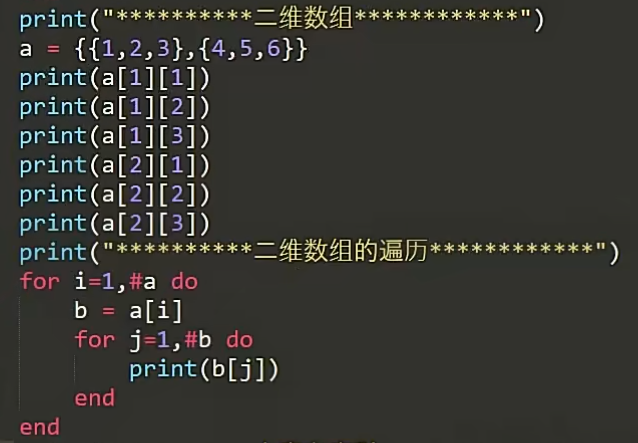 print("**********二维数组************")
a = {{1,2,3},{4,5,6}}
print(a[1][1])
print(a[1][2])
print(a[1][3])
print(a[2][1])
print(a[2][2])
print(a[2][3])
print("**********二维数组的遍历************")
for i=1,#a do
    b = a[i]
    for j=1,#b do
        print(b[j])
    end
end